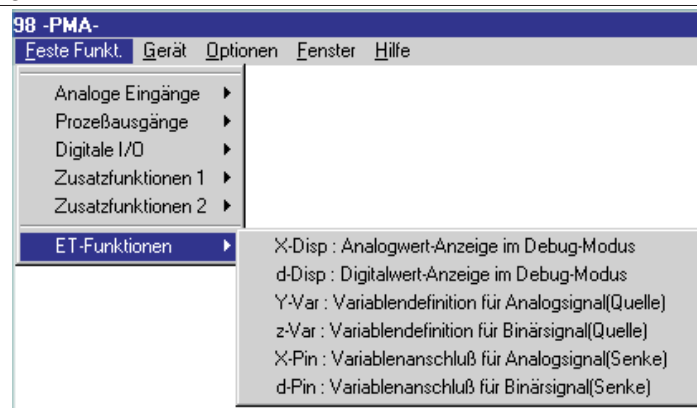 98 -PMA-
Feste Funkt. Gerät Optionen Fenster Hilfe
Analoge Eingänge
Prozeßausgänge
Digitale I/O
Zusatzfunktionen 1
Zusatzfunktionen 2
ET-Funktionen
X-Disp : Analogwert-Anzeige im Debug-Modus
d-Disp : Digitalwert-Anzeige im Debug-Modus
Y-Var : Variablendefinition für Analogsignal(Quelle)
z-Var : Variablendefinition für Binärsignal(Quelle)
X-Pin : Variablenanschluß für Analogsignal(Senke)
d-Pin : Variablenanschluß für Binärsignal(Senke)